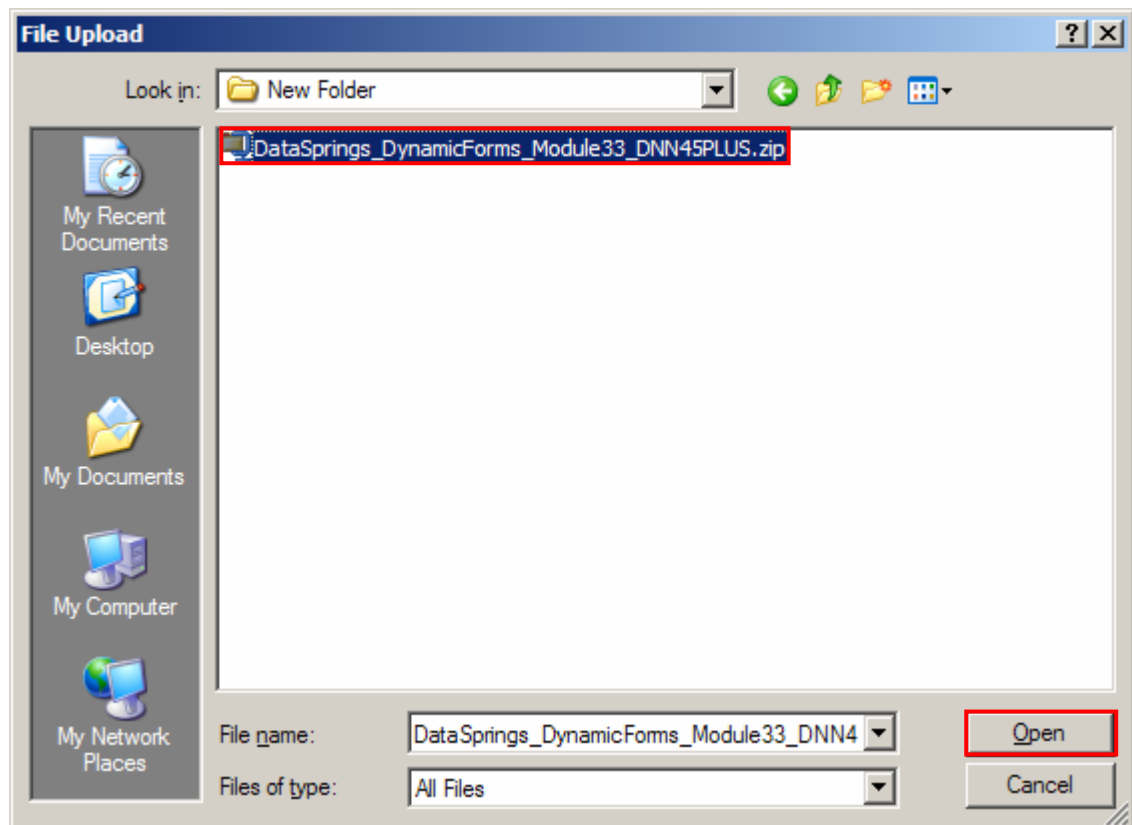 File Upload
Look in:
New Folder
DataSprings_DynamicForms_Module33_DNN45PLUS.zip
My Recent
Documents
Desktop
My Documents
My Computer
My Network
Places
File name:
DataSprings_DynamicForms_Module33_DNN4
Open
Files of type:
All Files
Cancel